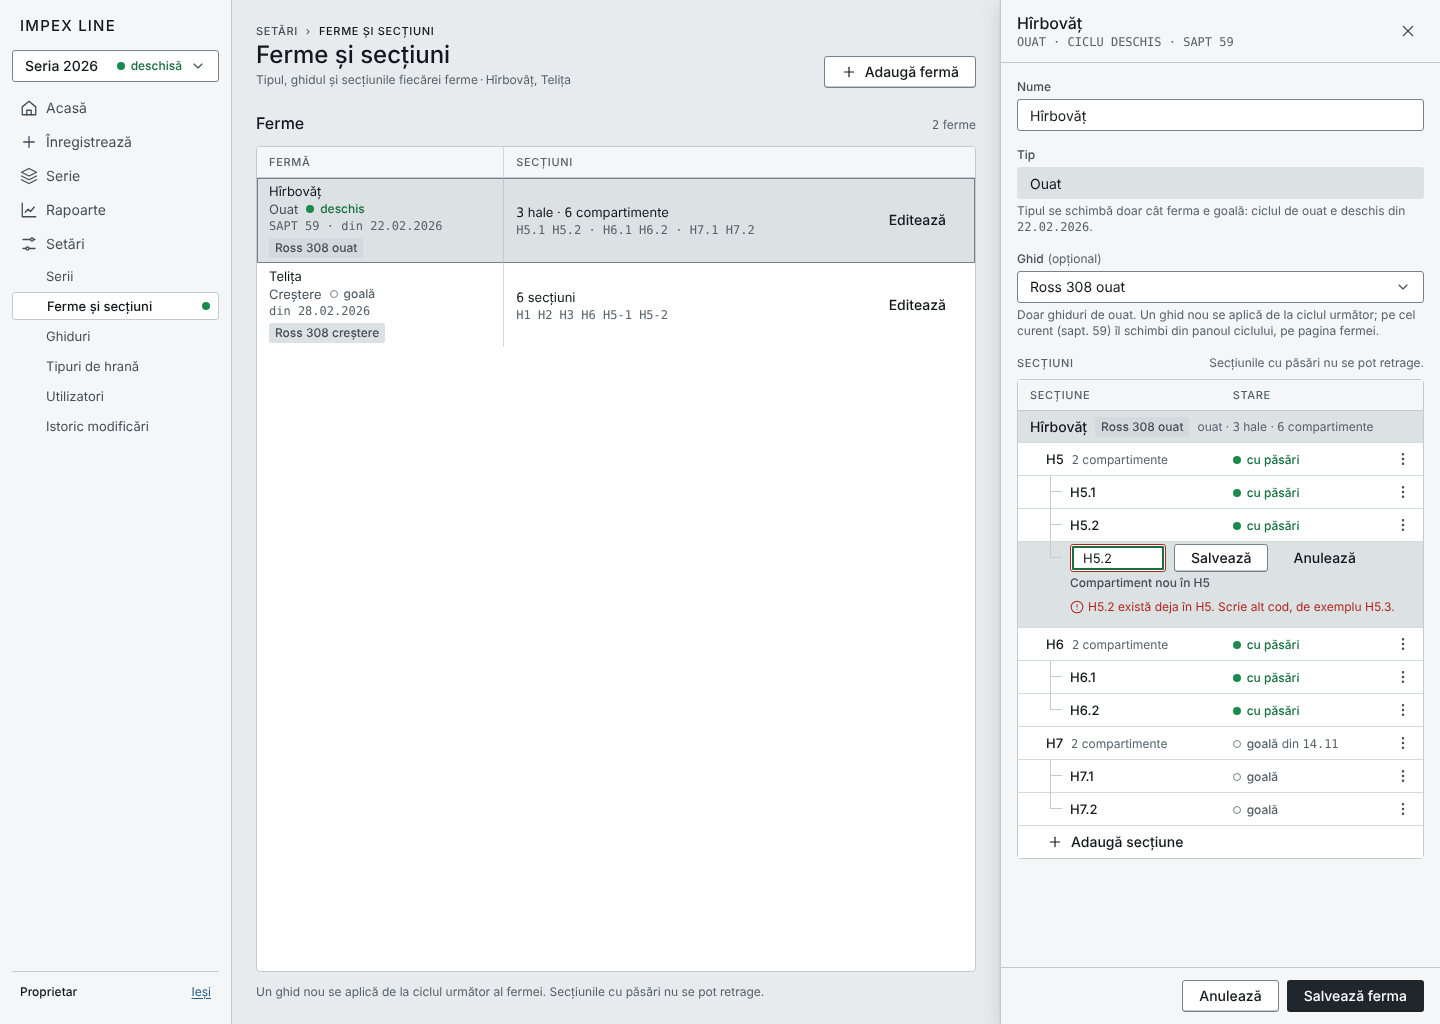 IMPEX LINE
Seria 2026 deschisă
Acasă
Înregistrează
Serie
Rapoarte
Setări
Serii
Ferme și secțiuni
Ghiduri
Tipuri de hrană
Utilizatori
Istoric modificări
Proprietar Ieși
SETĂRI › FERME ȘI SECȚIUNI
Ferme și secțiuni
Tipul, ghidul și secțiunile fiecărei ferme · Hîrbovăț, Telița
Adaugă fermă
Ferme 2 ferme
FERMĂ SECȚIUNI
Hîrbovăț
Ouat deschis
SAPT 59 · din 22.02.2026
Ross 308 ouat
3 hale · 6 compartimente
H5.1 H5.2 · H6.1 H6.2 · H7.1 H7.2
Editează
Telița
Creștere goală
din 28.02.2026
Ross 308 creștere
6 secțiuni
H1 H2 H3 H6 H5-1 H5-2
Editează
Un ghid nou se aplică de la ciclul următor al fermei. Secțiunile cu păsări nu se pot retrage.
Hîrbovăț
OUAT · CICLU DESCHIS · SAPT 59
Nume
Hîrbovăț
Tip
Ouat
Tipul se schimbă doar cât ferma e goală: ciclul de ouat e deschis din
22.02.2026.
Ghid (opțional)
Ross 308 ouat
Doar ghiduri de ouat. Un ghid nou se aplică de la ciclul următor; pe cel
curent (sapt. 59) îl schimbi din panoul ciclului, pe pagina fermei.
SECȚIUNI Secțiunile cu păsări nu se pot retrage.
SECȚIUNE STARE
Hîrbovăț Ross 308 ouat ouat · 3 hale · 6 compartimente
H5 2 compartimente cu păsări
H5.1 cu păsări
H5.2 cu păsări
H5.2 Salvează Anulează
Compartiment nou în H5
H5.2 există deja în H5. Scrie alt cod, de exemplu H5.3.
H6 2 compartimente cu păsări
H6.1 cu păsări
H6.2 cu păsări
H7 2 compartimente goală din 14.11
H7.1 goală
H7.2 goală
Adaugă secțiune
Anulează Salvează ferma